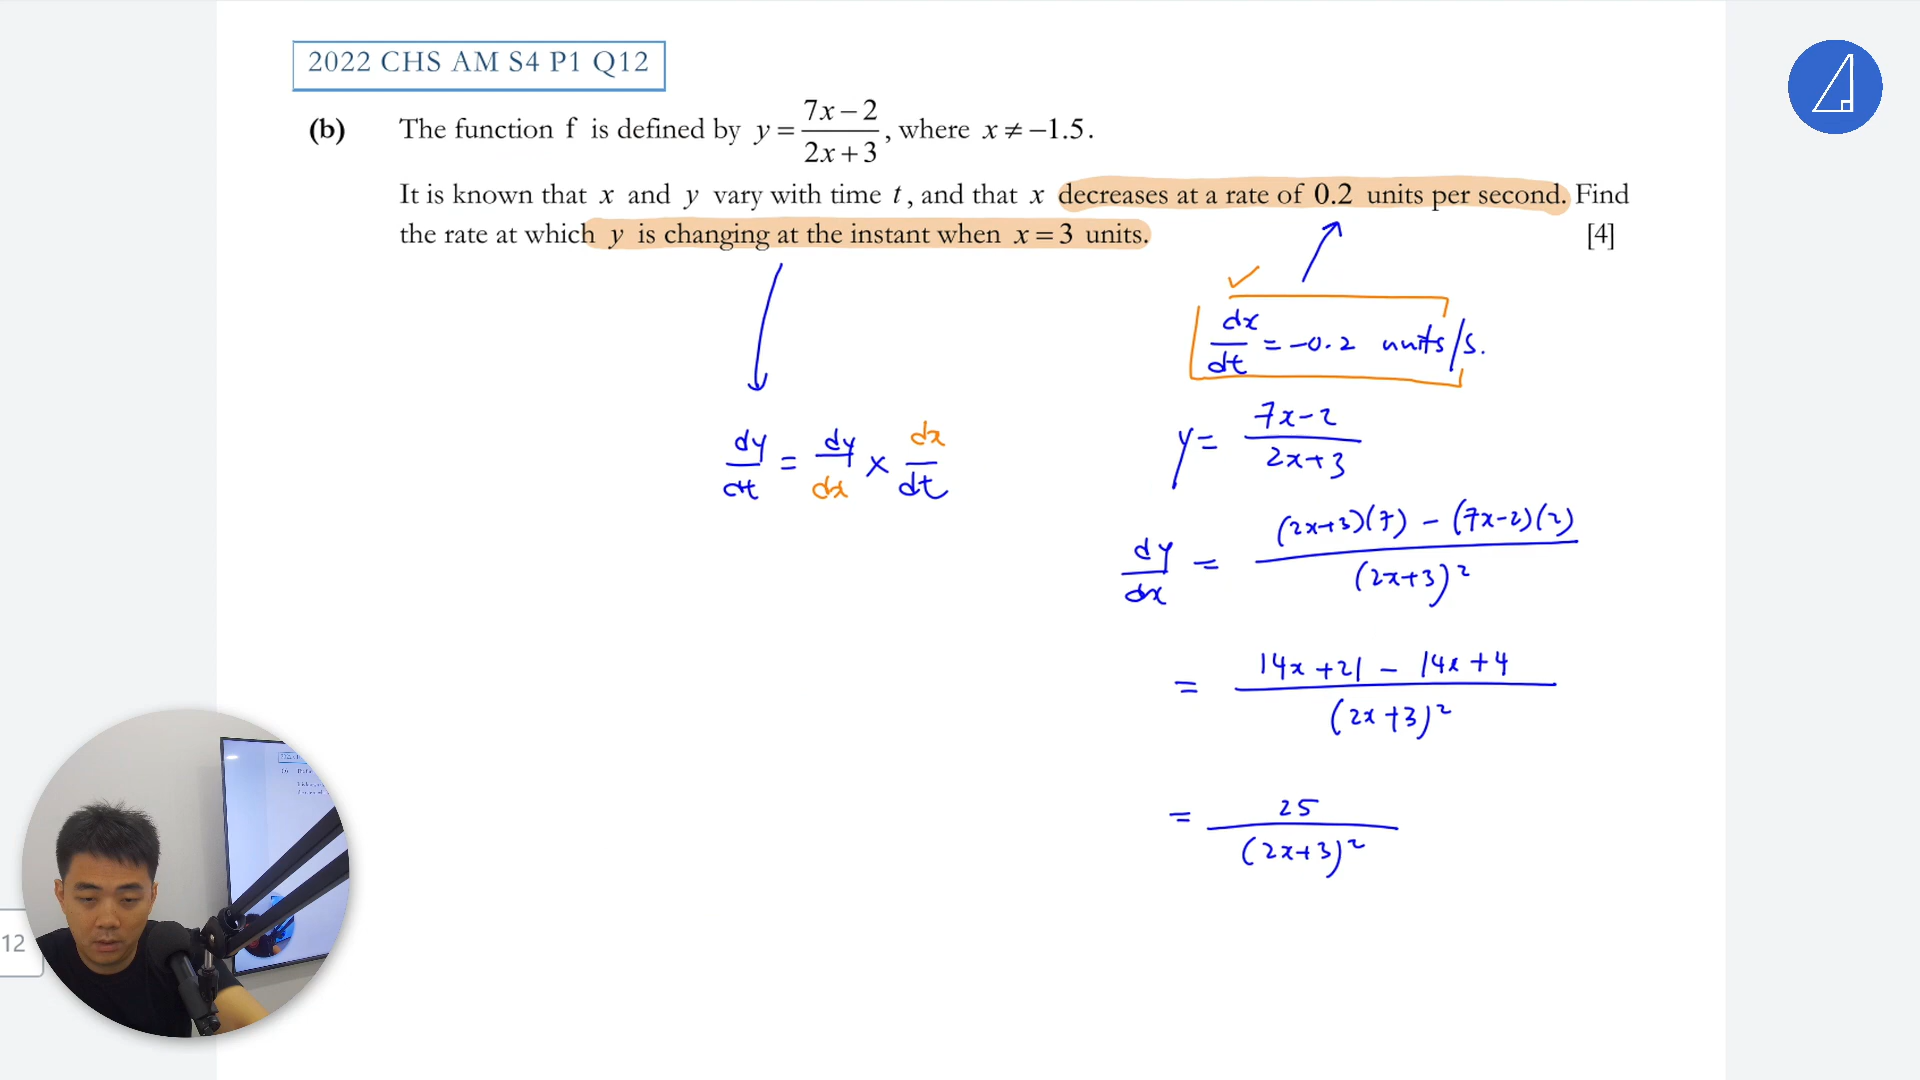 2022 CHS AM S4 P1 Q12
(b) The function f is defined by y = (7x − 2)/(2x + 3), where x ≠ −1.5.
It is known that x and y vary with time t, and that x decreases at a rate of 0.2 units per second. Find
the rate at which y is changing at the instant when x = 3 units. [4]
dx/dt = −0.2 units/s.
dy/dt = dy/dx × dx/dt
y = (7x−2)/(2x+3)
dy/dx = ((2x+3)(7) − (7x−2)(2))/(2x+3)²
= (14x + 21 − 14x + 4)/(2x+3)²
= 25/(2x+3)²
12